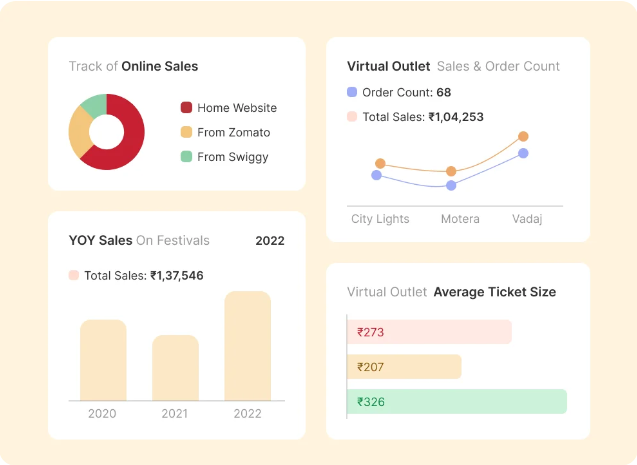 Track of Online Sales
Home Website
From Zomato
From Swiggy
Virtual Outlet Sales & Order Count
Order Count: 68
Total Sales: ₹1,04,253
City Lights Motera Vadaj
YOY Sales On Festivals 2022
Total Sales: ₹1,37,546
2020 2021 2022
Virtual Outlet Average Ticket Size
₹273
₹207
₹326